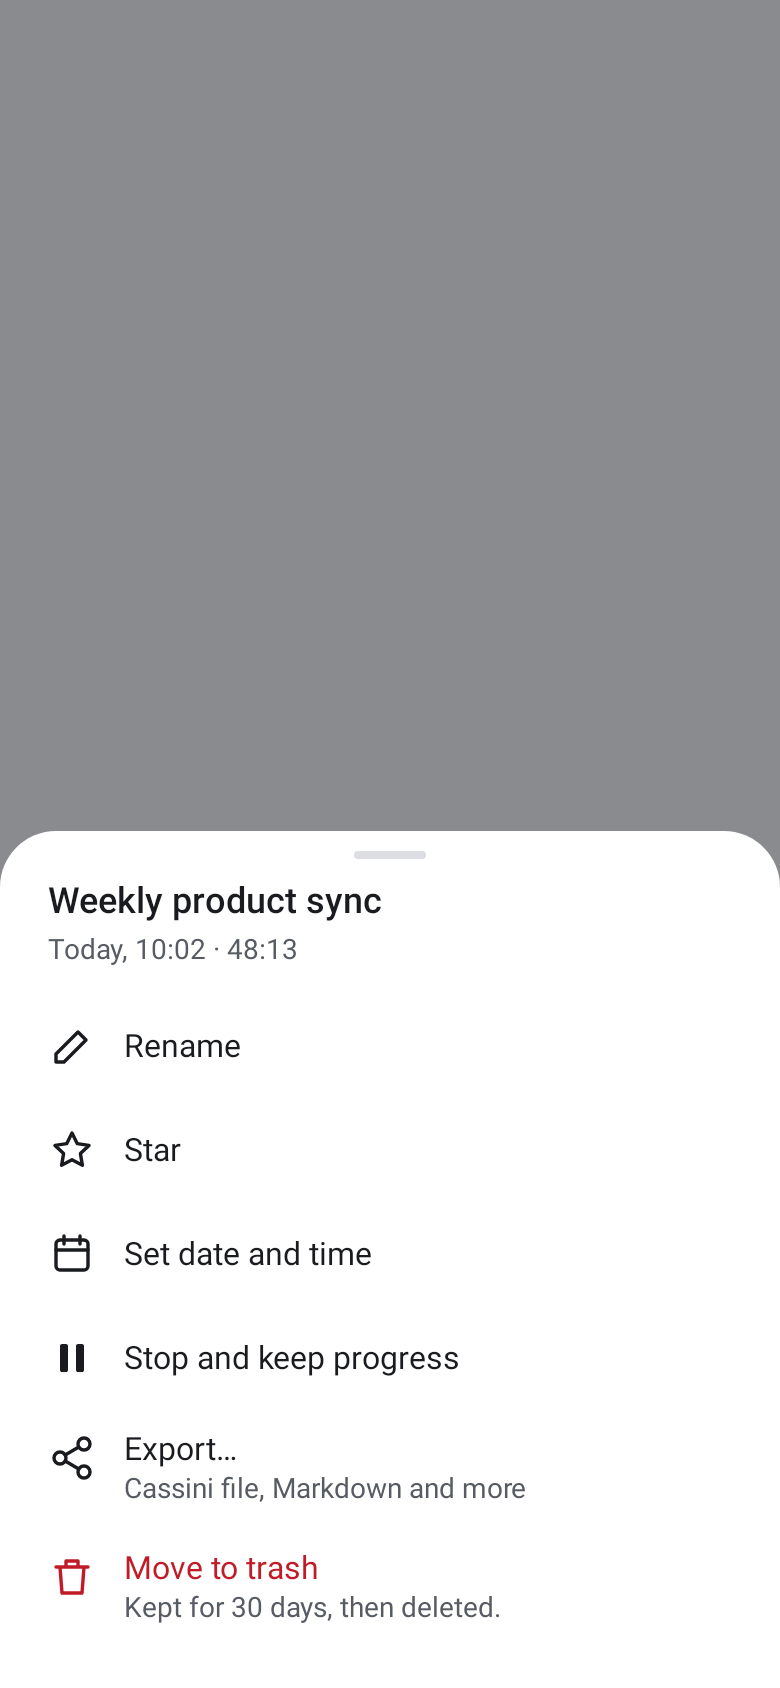 Weekly product sync
Today, 10:02 · 48:13
Rename
Star
Set date and time
Stop and keep progress
Export…
Cassini file, Markdown and more
Move to trash
Kept for 30 days, then deleted.